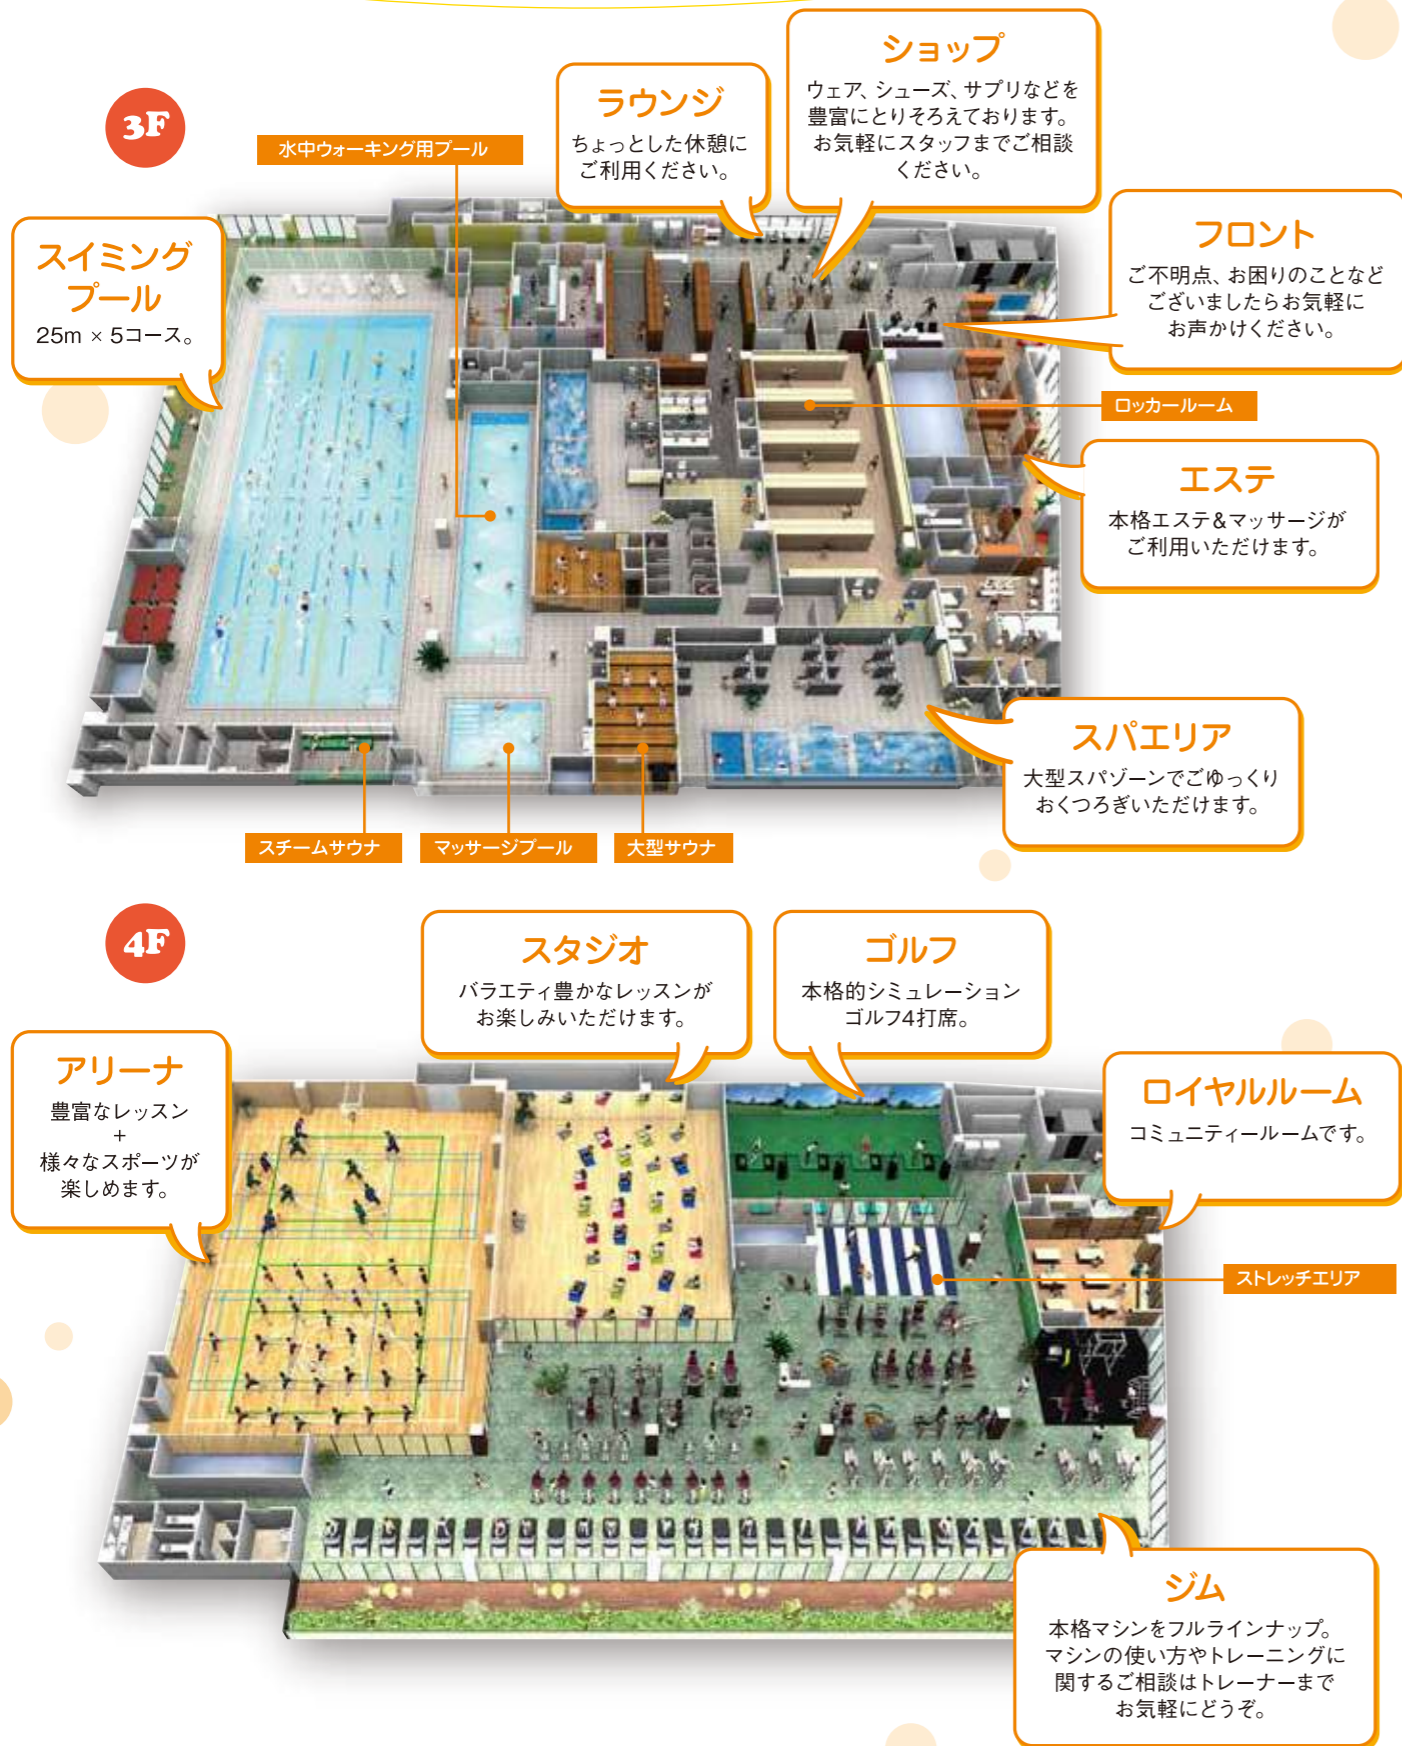 3F
水中ウォーキング用プール
ラウンジ
ちょっとした休憩に
ご利用ください。
ショップ
ウェア、シューズ、サプリなどを
豊富にとりそろえております。
お気軽にスタッフまでご相談
ください。
スイミング
プール
25m × 5コース。
フロント
ご不明点、お困りのことなど
ございましたらお気軽に
お声かけください。
ロッカールーム
エステ
本格エステ&マッサージが
ご利用いただけます。
スパエリア
大型スパゾーンでごゆっくり
おくつろぎいただけます。
スチームサウナ
マッサージプール
大型サウナ
4F
スタジオ
バラエティ豊かなレッスンが
お楽しみいただけます。
ゴルフ
本格的シミュレーション
ゴルフ4打席。
アリーナ
豊富なレッスン
+
様々なスポーツが
楽しめます。
ロイヤルルーム
コミュニティールームです。
ストレッチエリア
ジム
本格マシンをフルラインナップ。
マシンの使い方やトレーニングに
関するご相談はトレーナーまで
お気軽にどうぞ。